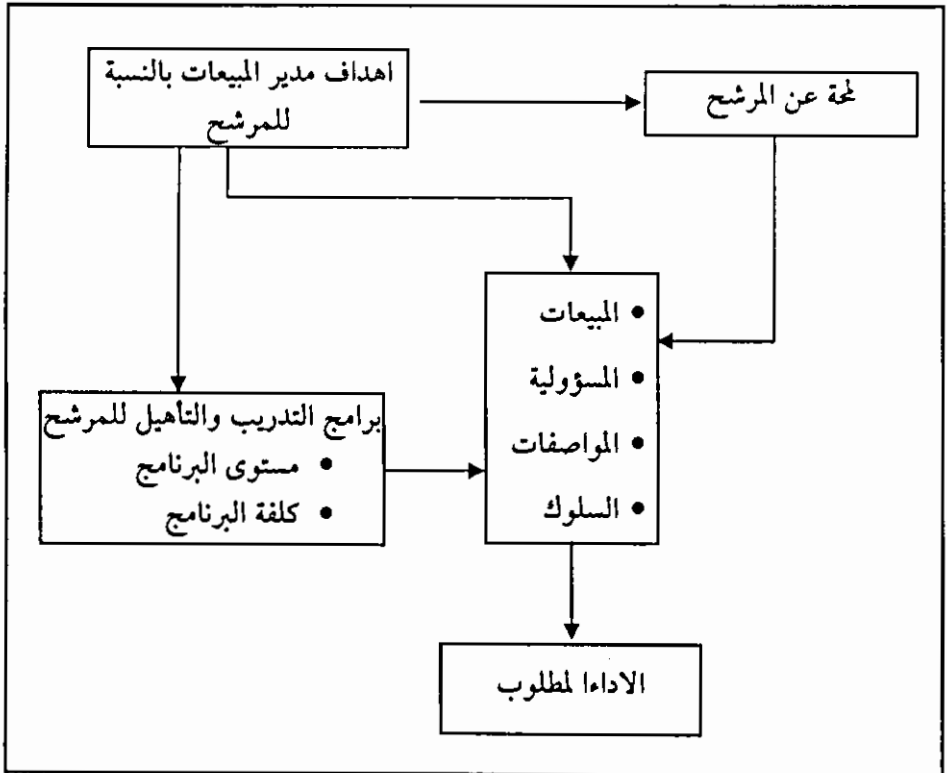 اهداف مدير المبيعات بالنسبة
للمرشح
لمحة عن المرشح
• المبيعات
• المسؤولية
• المواصفات
• السلوك
برامج التدريب والتأهيل للمرشح
• مستوى البرنامج
• كلفة البرنامج
الاداءا لمطلوب